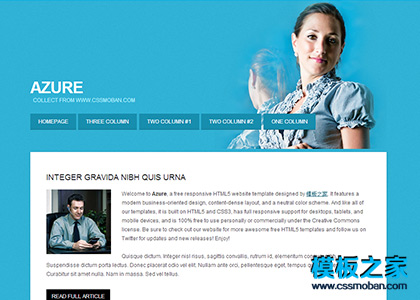 AZURE
COLLECT FROM WWW.CSSMOBAN.COM
HOMEPAGE THREE COLUMN TWO COLUMN #1 TWO COLUMN #2 ONE COLUMN
INTEGER GRAVIDA NIBH QUIS URNA
Welcome to Azure, a free responsive HTML5 website template designed by 模板之家. It features a
modern business-oriented design, content-dense layout, and a neutral color scheme. And like all of
our templates, it is built on HTML5 and CSS3, has full responsive support for desktops, tablets, and
mobile devices, and is 100% free to use personally or commercially under the Creative Commons
license. Be sure to check out our website for more awesome free HTML5 templates and follow us on
Twitter for updates and new releases! Enjoy!
Quisque dictum. Integer nisl risus, sagittis convallis, rutrum id, elementum
Suspendisse dictum porta lectus. Donec placerat odio vel elit. Nullam ante orci, pellentesque eget, tempus
Curabitur sit amet nulla. Nam in massa. Sed vel tellus.
READ FULL ARTICLE
模板之家
www.cssmoban.com